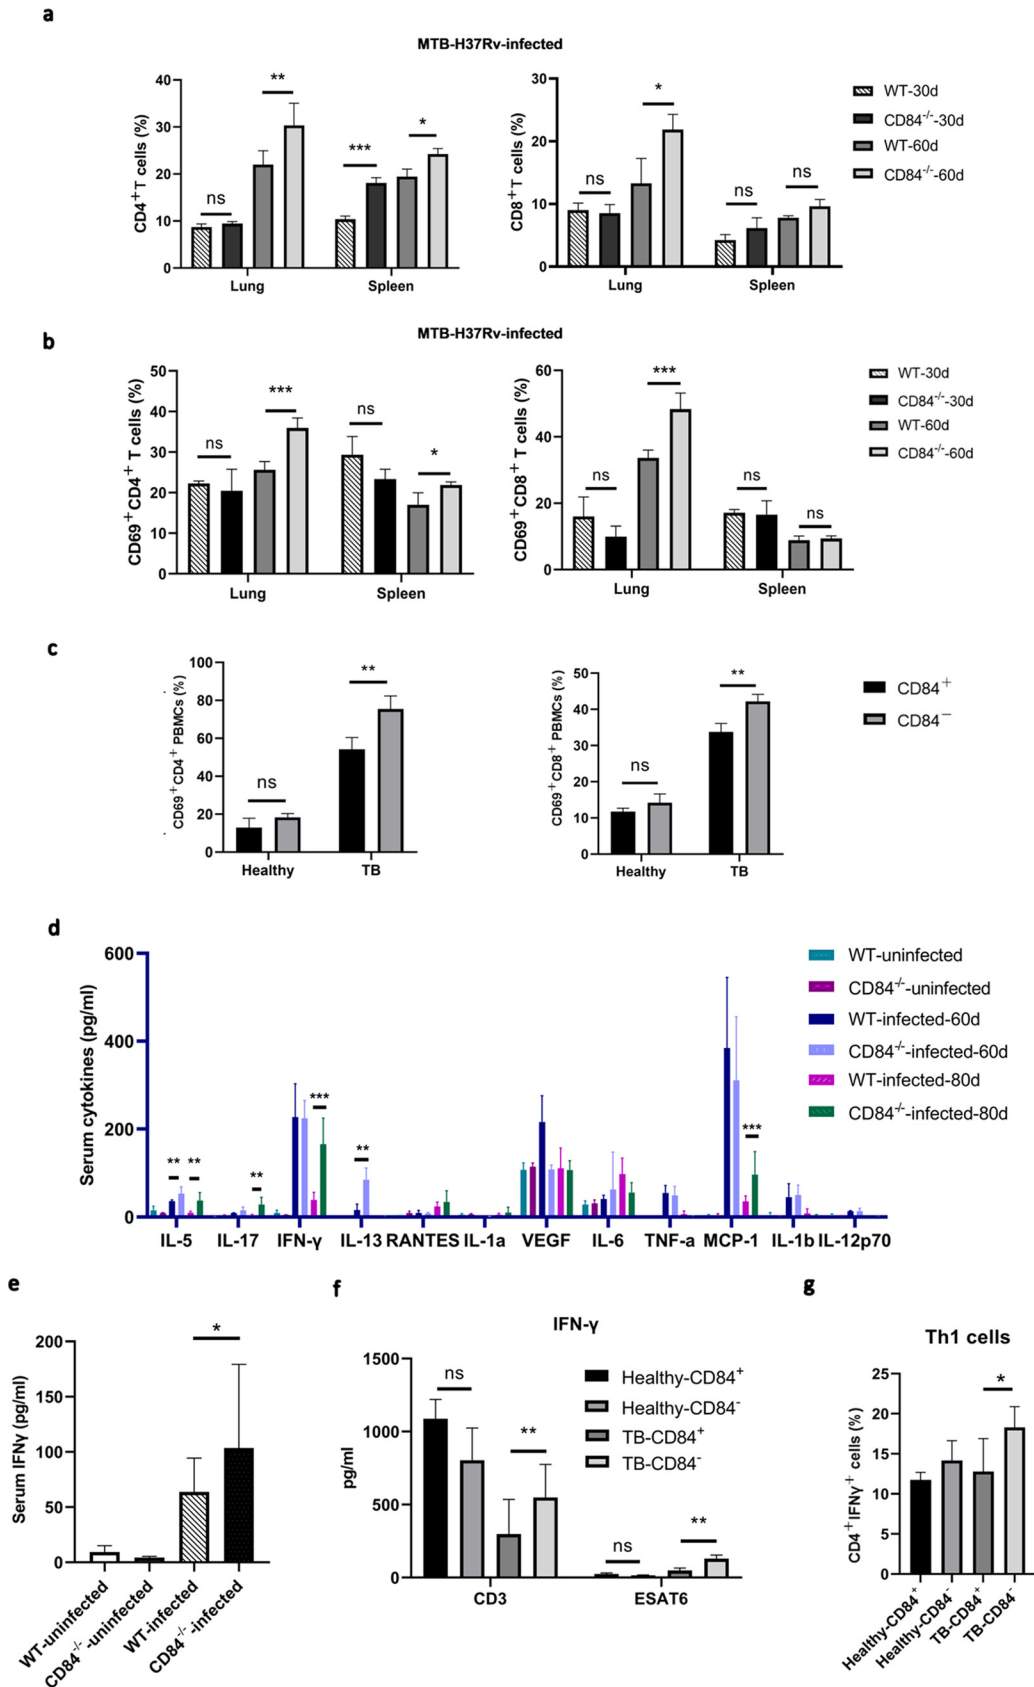 a
MTB-H37Rv-infected
CD4+T cells (%)
40
30
20
10
0
ns
**
***
*
Lung
Spleen
CD8+T cells (%)
30
20
10
0
ns
*
ns
ns
Lung
Spleen
WT-30d
CD84-/--30d
WT-60d
CD84-/--60d
b
MTB-H37Rv-infected
CD69+CD4+ T cells (%)
50
40
30
20
10
0
ns
***
ns
*
Lung
Spleen
CD69+CD8+ T cells (%)
60
40
20
0
ns
***
ns
ns
Lung
Spleen
WT-30d
CD84-/--30d
WT-60d
CD84-/--60d
c
CD69+CD4+ PBMCs (%)
100
80
60
40
20
0
ns
**
Healthy
TB
CD69+CD8+ PBMCs (%)
50
40
30
20
10
0
ns
**
Healthy
TB
CD84+
CD84−
d
Serum cytokines (pg/ml)
600
400
200
0
**
**
**
***
**
***
IL-5
IL-17
IFN-γ
IL-13
RANTES
IL-1a
VEGF
IL-6
TNF-a
MCP-1
IL-1b
IL-12p70
WT-uninfected
CD84-/--uninfected
WT-infected-60d
CD84-/--infected-60d
WT-infected-80d
CD84-/--infected-80d
e
Serum IFNγ (pg/ml)
200
150
100
50
0
*
WT-uninfected
CD84-/--uninfected
WT-infected
CD84-/--infected
f
IFN-γ
pg/ml
1500
1000
500
0
ns
**
ns
**
CD3
ESAT6
Healthy-CD84+
Healthy-CD84-
TB-CD84+
TB-CD84-
g
Th1 cells
CD4+IFNγ+ cells (%)
25
20
15
10
5
0
*
Healthy-CD84+
Healthy-CD84-
TB-CD84+
TB-CD84-